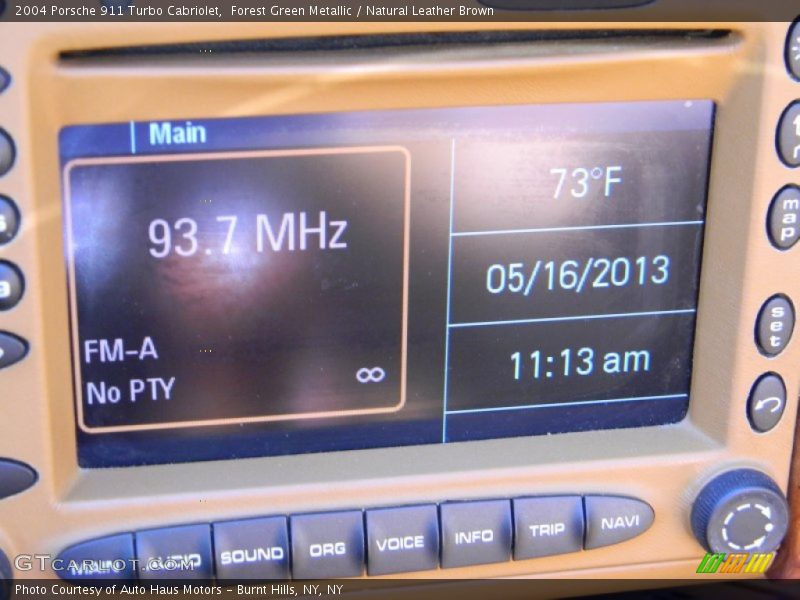 2004 Porsche 911 Turbo Cabriolet,  Forest Green Metallic / Natural Leather Brown
Main
93.7 MHz
73°F
05/16/2013
FM-A
11:13 am
No PTY
∞
map
set
MAIN AUDIO SOUND ORG VOICE INFO TRIP NAVI
GTCarLot.com
Photo Courtesy of Auto Haus Motors - Burnt Hills, NY, NY